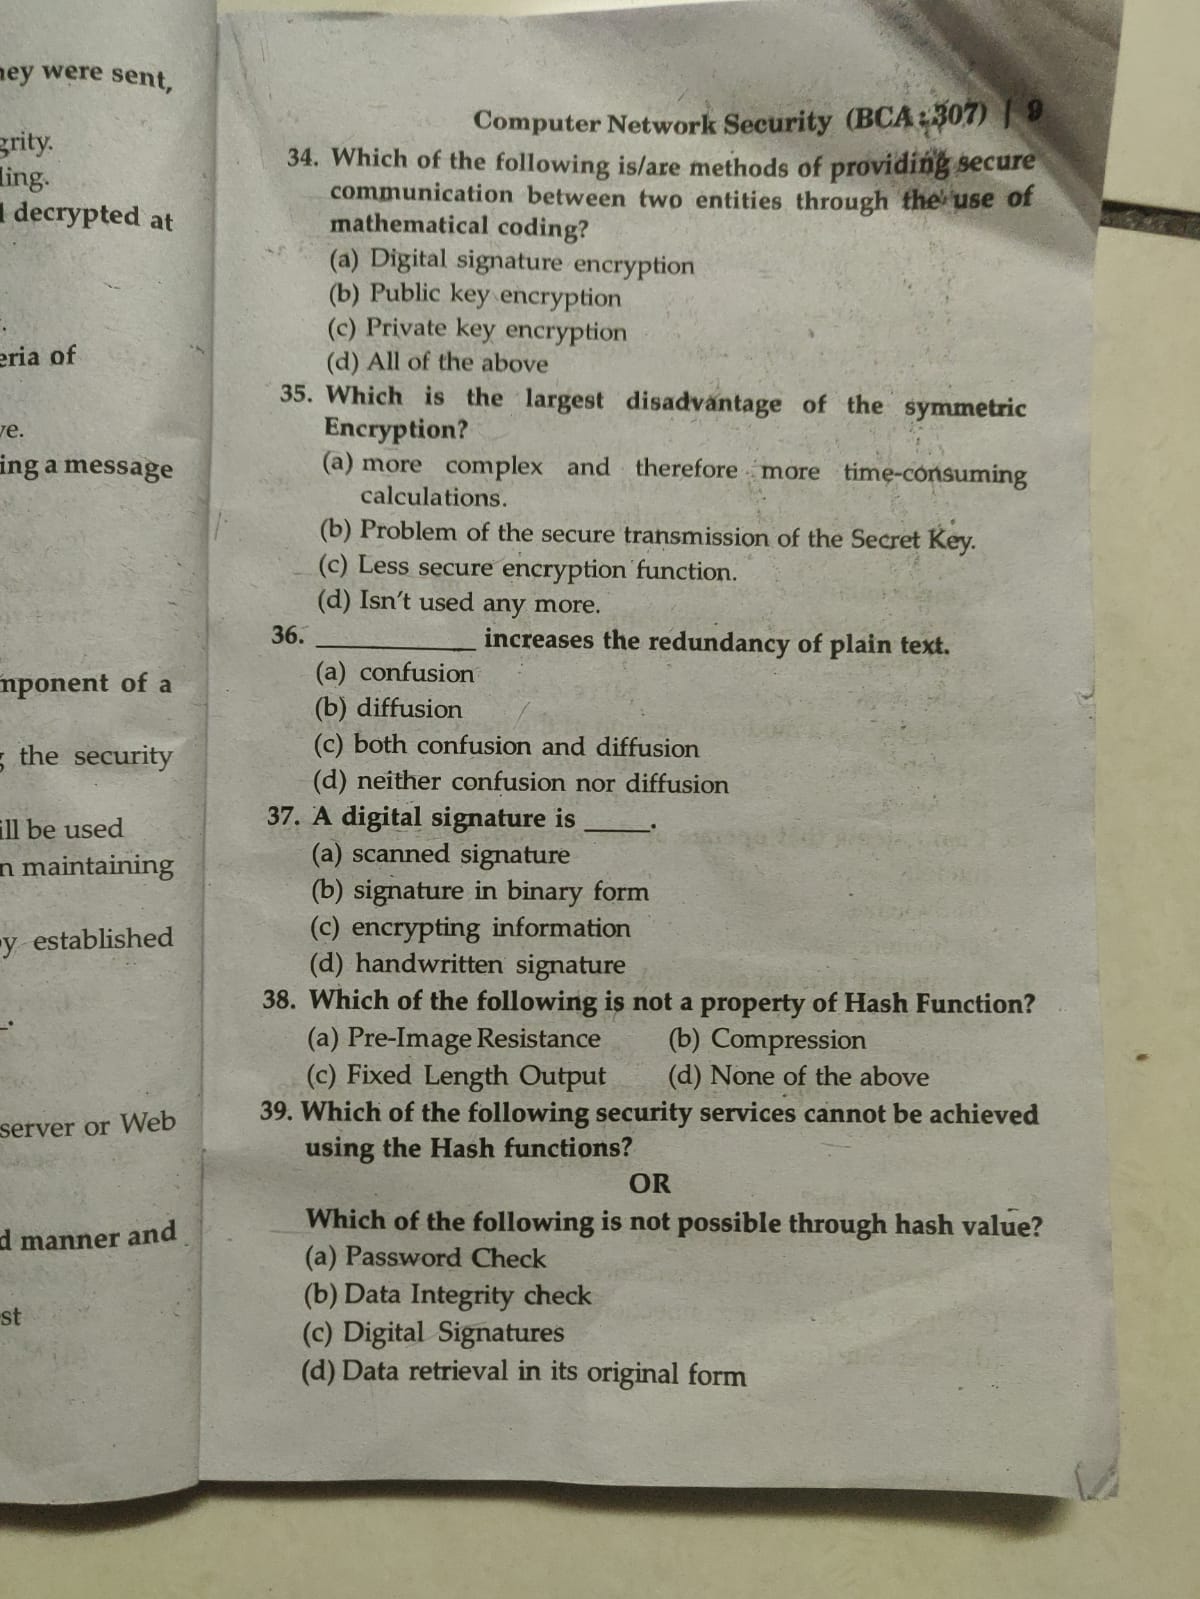 hey were sent,
grity.
ling.
decrypted at
eria of
ve.
ing a message
mponent of a
the security
ill be used
n maintaining
y established
server or Web
d manner and
st
Computer Network Security (BCA : 307) | 9
34. Which of the following is/are methods of providing secure
communication between two entities through the use of
mathematical coding?
(a) Digital signature encryption
(b) Public key encryption
(c) Private key encryption
(d) All of the above
35. Which is the largest disadvantage of the symmetric
Encryption?
(a) more complex and therefore more time-consuming
calculations.
(b) Problem of the secure transmission of the Secret Key.
(c) Less secure encryption function.
(d) Isn't used any more.
36. ____________ increases the redundancy of plain text.
(a) confusion
(b) diffusion
(c) both confusion and diffusion
(d) neither confusion nor diffusion
37. A digital signature is _____.
(a) scanned signature
(b) signature in binary form
(c) encrypting information
(d) handwritten signature
38. Which of the following is not a property of Hash Function?
(a) Pre-Image Resistance (b) Compression
(c) Fixed Length Output (d) None of the above
39. Which of the following security services cannot be achieved
using the Hash functions?
OR
Which of the following is not possible through hash value?
(a) Password Check
(b) Data Integrity check
(c) Digital Signatures
(d) Data retrieval in its original form